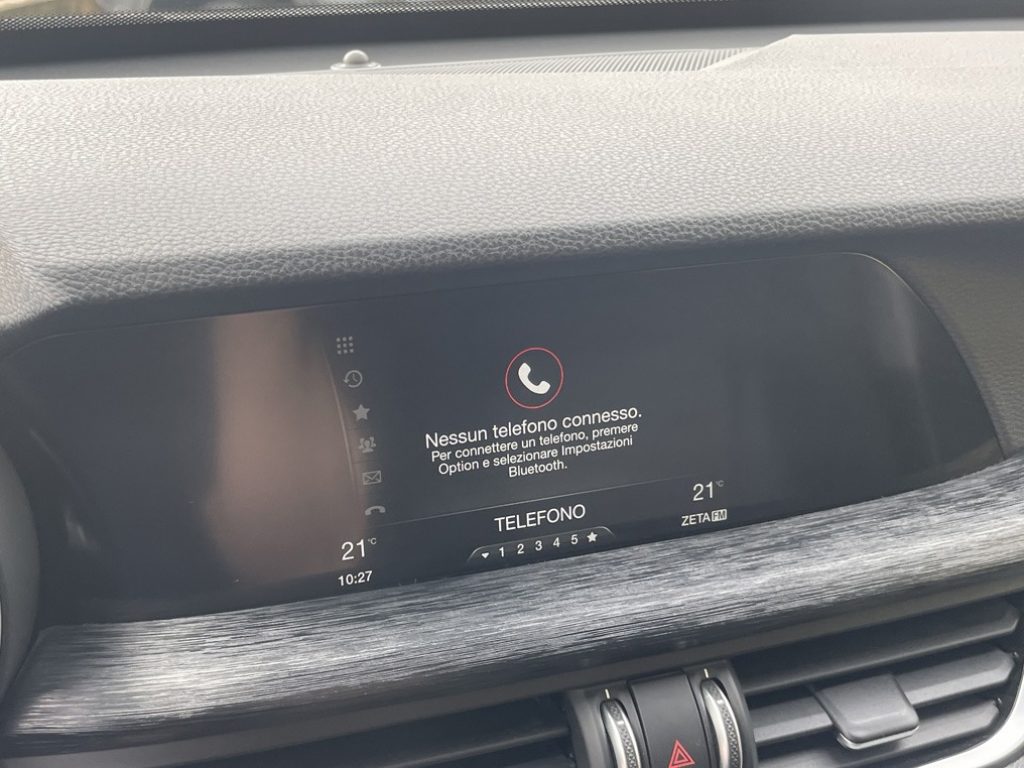 Nessun telefono connesso.
Per connettere un telefono, premere
Option e selezionare Impostazioni
Bluetooth.
21°C
TELEFONO
21°C
10:27
1 2 3 4 5
ZETA FM